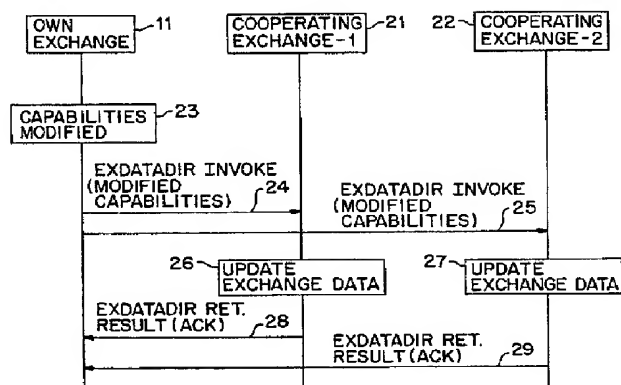 OWN
EXCHANGE
11
COOPERATING
EXCHANGE-1
21
22
COOPERATING
EXCHANGE-2
CAPABILITIES
MODIFIED
23
EXDATADIR INVOKE
(MODIFIED
CAPABILITIES)
24
EXDATADIR INVOKE
(MODIFIED
CAPABILITIES)
25
26
UPDATE
EXCHANGE DATA
27
UPDATE
EXCHANGE DATA
EXDATADIR RET.
RESULT (ACK)
28
EXDATADIR RET.
RESULT (ACK)
29